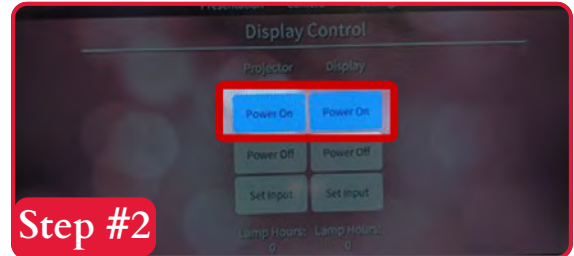 Display Control
Projector Display
Power On Power On
Power Off Power Off
Set Input Set Input
Lamp Hours: Lamp Hours:
0 0
Step #2